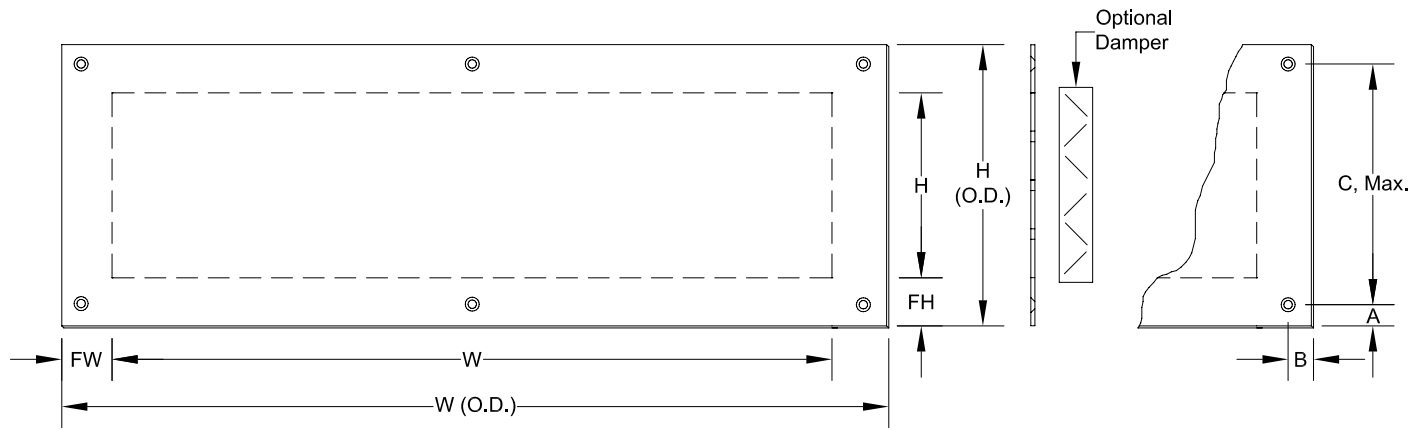 Optional
Damper
H
H
(O.D.)
C, Max.
FH
A
FW
W
B
W (O.D.)